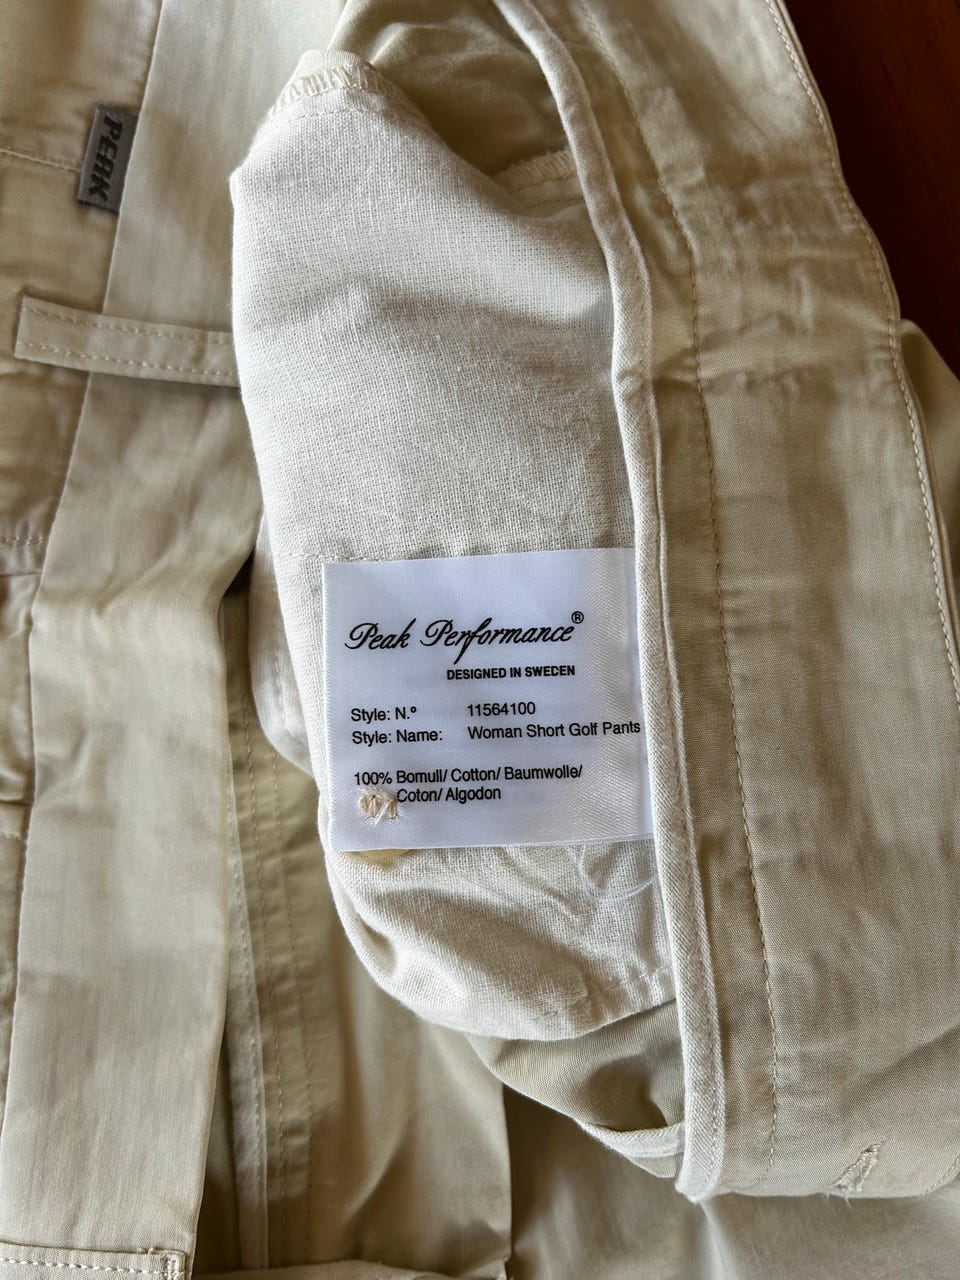 PEAK
Peak Performance®
DESIGNED IN SWEDEN
Style: N.º 11564100
Style: Name: Woman Short Golf Pants
100% Bomull/ Cotton/ Baumwolle/
Coton/ Algodon